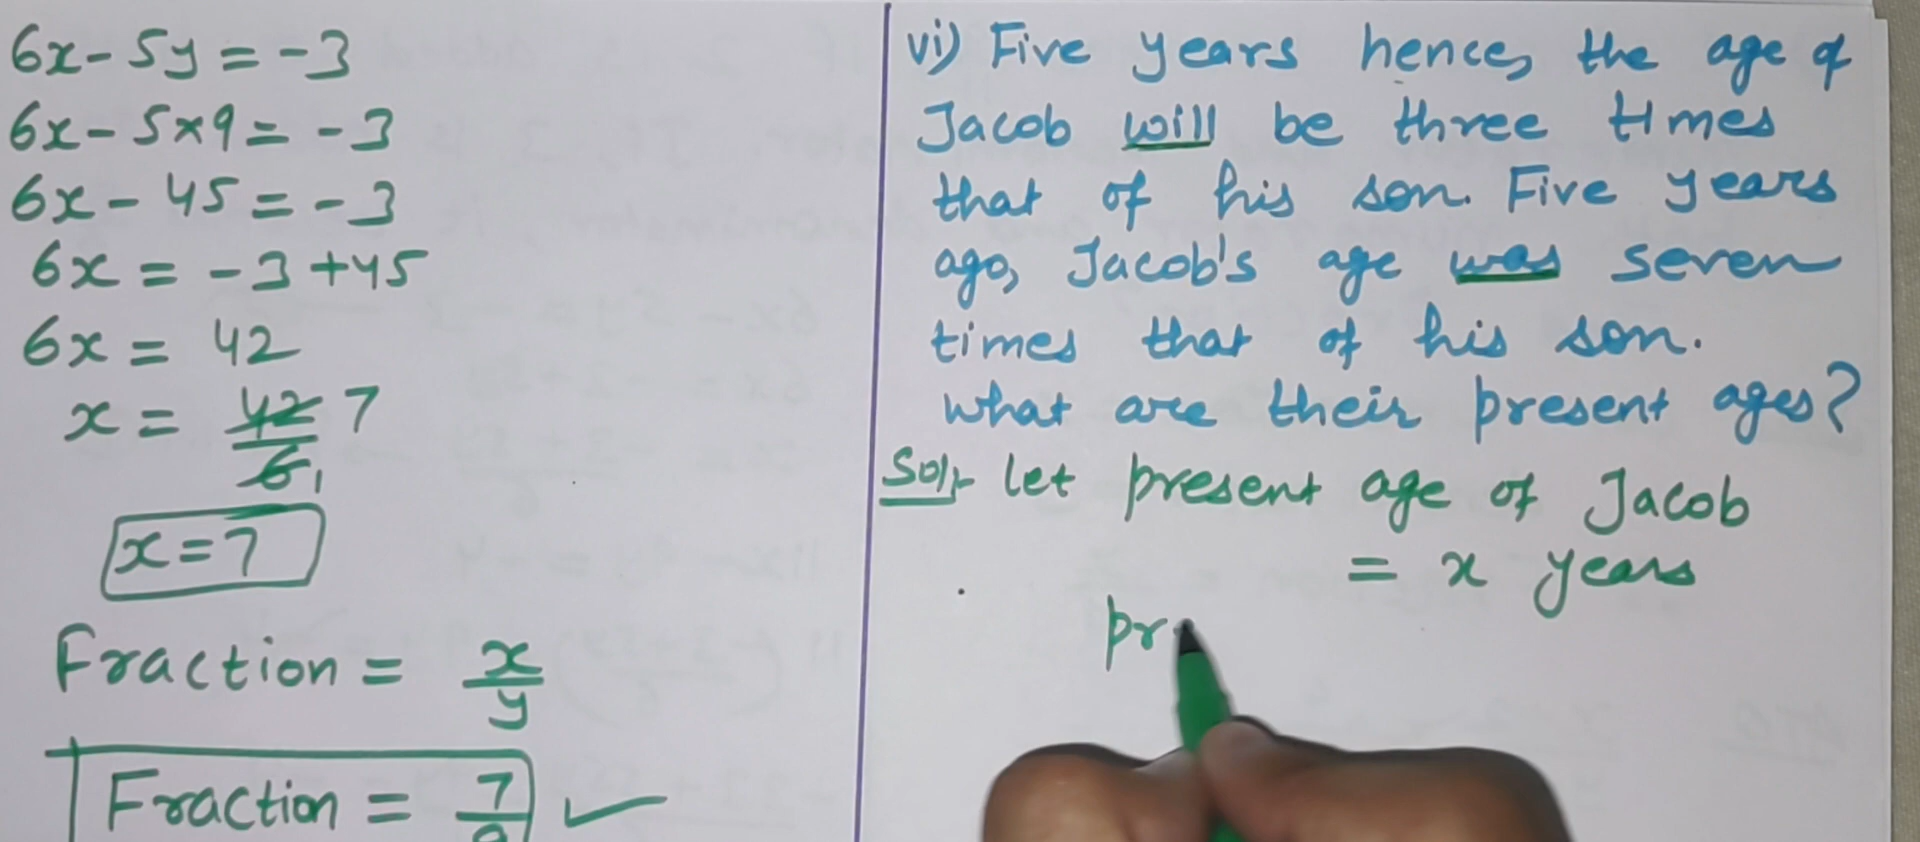 6x - 5y = -3
6x - 5×9 = -3
6x - 45 = -3
6x = -3 + 45
6x = 42
x = 42/6 7 1
x = 7
Fraction = x/y
Fraction = 7/9
vi) Five years hence, the age of
Jacob will be three times
that of his son. Five years
ago, Jacob's age was seven
times that of his son.
what are their present ages?
Sol:- let present age of Jacob
= x years
pre